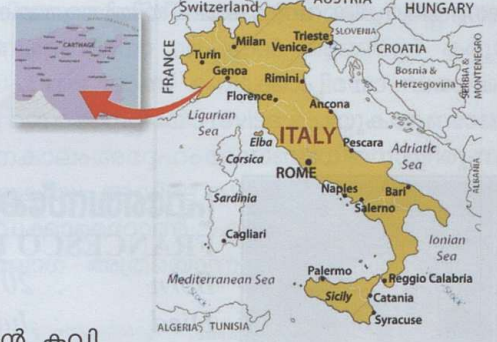 Switzerland
AUSTRIA
HUNGARY
CARTHAGE
FRANCE
Turin
Milan
Trieste
Venice
SLOVENIA
CROATIA
Genoa
Rimini
Bosnia &
Herzegovina
SERBIA &
MONTENEGRO
Florence
Ancona
Ligurian
Sea
ITALY
Elba
Pescara
Adriatic
Sea
Corsica
ROME
ALBANIA
Naples
Bari
Sardinia
Salerno
Cagliari
Ionian
Sea
Palermo
Reggio Calabria
Mediterranean Sea
Sicily
Catania
Syracuse
ALGERIA
TUNISIA